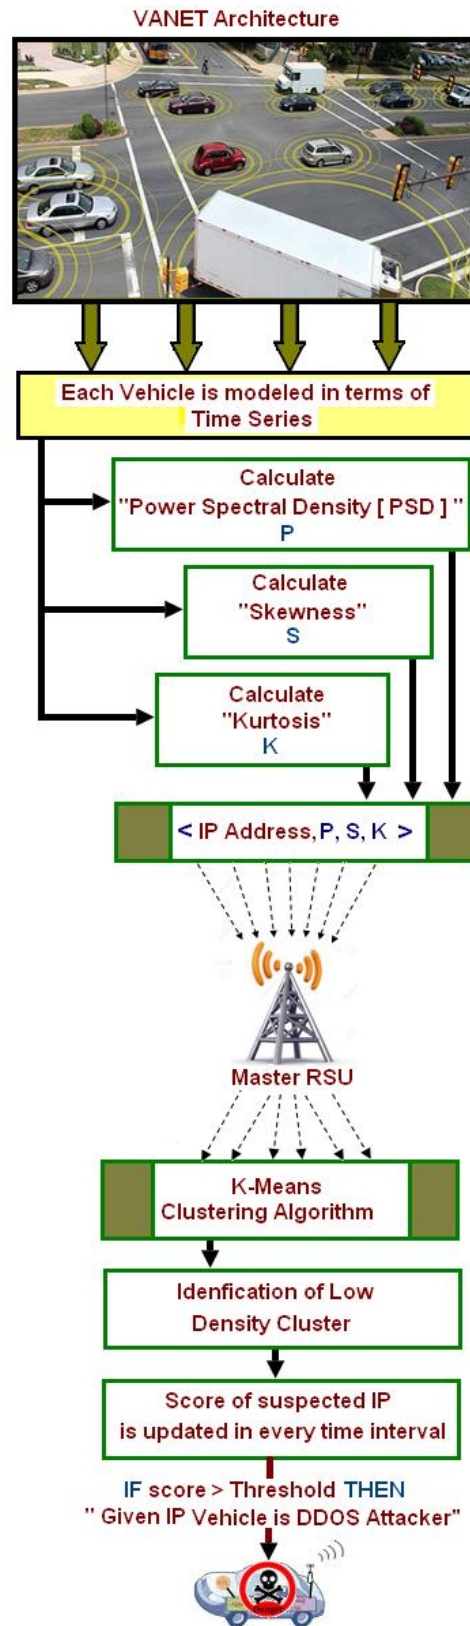 VANET Architecture
Each Vehicle is modeled in terms of
Time Series
Calculate
"Power Spectral Density [ PSD ] "
P
Calculate
"Skewness"
S
Calculate
"Kurtosis"
K
< IP Address, P, S, K >
Master RSU
K-Means
Clustering Algorithm
Idenfication of Low
Density Cluster
Score of suspected IP
is updated in every time interval
IF score > Threshold THEN
" Given IP Vehicle is DDOS Attacker"